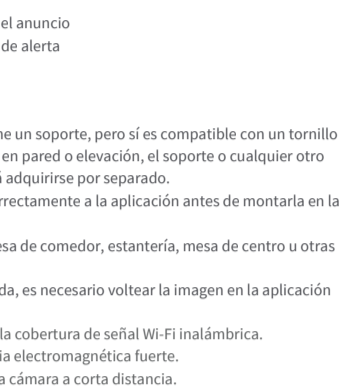 el anuncio
de alerta
ne un soporte, pero sí es compatible con un tornillo
en pared o elevación, el soporte o cualquier otro
á adquirirse por separado.
rrectamente a la aplicación antes de montarla en la
esa de comedor, estantería, mesa de centro u otras
da, es necesario voltear la imagen en la aplicación
la cobertura de señal Wi-Fi inalámbrica.
ia electromagnética fuerte.
a cámara a corta distancia.